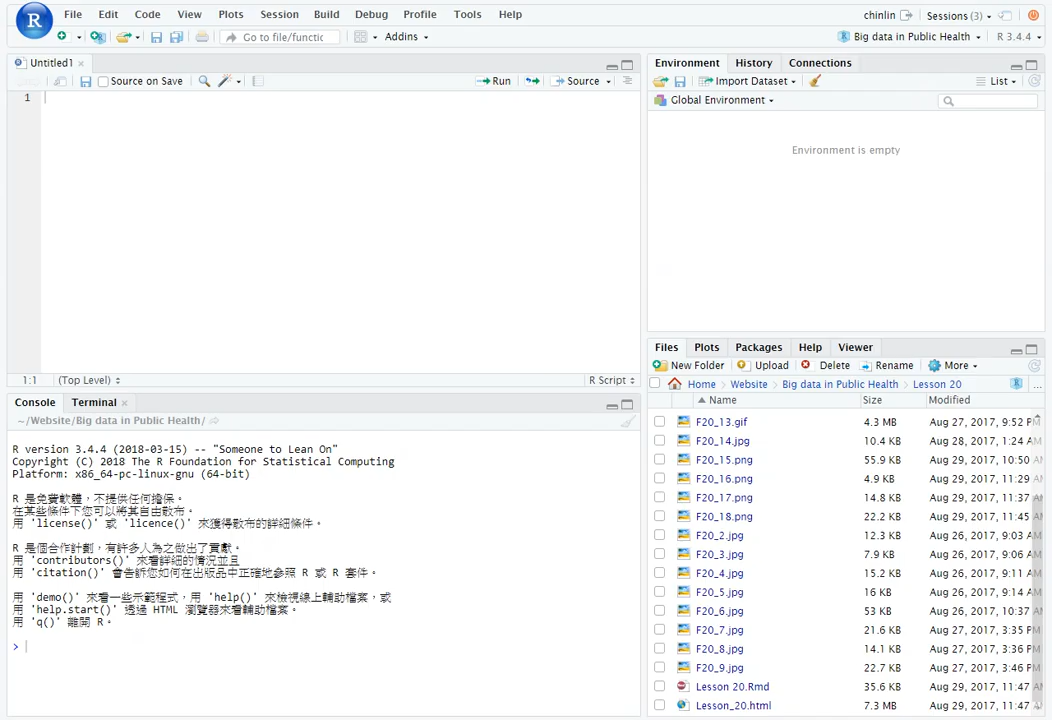 File Edit Code View Plots Session Build Debug Profile Tools Help
chinlin Sessions (3)
Go to file/functic Addins
Big data in Public Health R 3.4.4
Untitled1
Source on Save Run Source
1
1:1 (Top Level) R Script
Console Terminal
~/Website/Big data in Public Health/
R version 3.4.4 (2018-03-15) -- "Someone to Lean On"
Copyright (C) 2018 The R Foundation for Statistical Computing
Platform: x86_64-pc-linux-gnu (64-bit)
R 是免費軟體，不提供任何擔保。
在某些條件下您可以將其自由散布。
用 'license()' 或 'licence()' 來獲得散布的詳細條件。
R 是個合作計劃，有許多人為之做出了貢獻。
用 'contributors()' 來看詳細的情況並且
用 'citation()' 會告訴您如何在出版品中正確地參照 R 或 R 套件。
用 'demo()' 來看一些示範程式，用 'help()' 來檢視線上輔助檔案，或
用 'help.start()' 透過 HTML 瀏覽器來看輔助檔案。
用 'q()' 離開 R。
>
Environment History Connections
Import Dataset List
Global Environment
Environment is empty
Files Plots Packages Help Viewer
New Folder Upload Delete Rename More
Home Website Big data in Public Health Lesson 20 ...
Name Size Modified
F20_13.gif 4.3 MB Aug 27, 2017, 9:52 PM
F20_14.jpg 10.4 KB Aug 28, 2017, 1:24 AM
F20_15.png 55.9 KB Aug 29, 2017, 10:50 AM
F20_16.png 4.9 KB Aug 29, 2017, 11:29 AM
F20_17.png 14.8 KB Aug 29, 2017, 11:37 AM
F20_18.png 22.2 KB Aug 29, 2017, 11:45 AM
F20_2.jpg 12.3 KB Aug 26, 2017, 9:03 AM
F20_3.jpg 7.9 KB Aug 26, 2017, 9:06 AM
F20_4.jpg 15.2 KB Aug 26, 2017, 9:11 AM
F20_5.jpg 16 KB Aug 26, 2017, 9:14 AM
F20_6.jpg 53 KB Aug 26, 2017, 10:37 AM
F20_7.jpg 21.6 KB Aug 27, 2017, 3:35 PM
F20_8.jpg 14.1 KB Aug 27, 2017, 3:36 PM
F20_9.jpg 22.7 KB Aug 27, 2017, 3:46 PM
Lesson 20.Rmd 35.6 KB Aug 29, 2017, 11:47 AM
Lesson_20.html 7.3 MB Aug 29, 2017, 11:47 AM